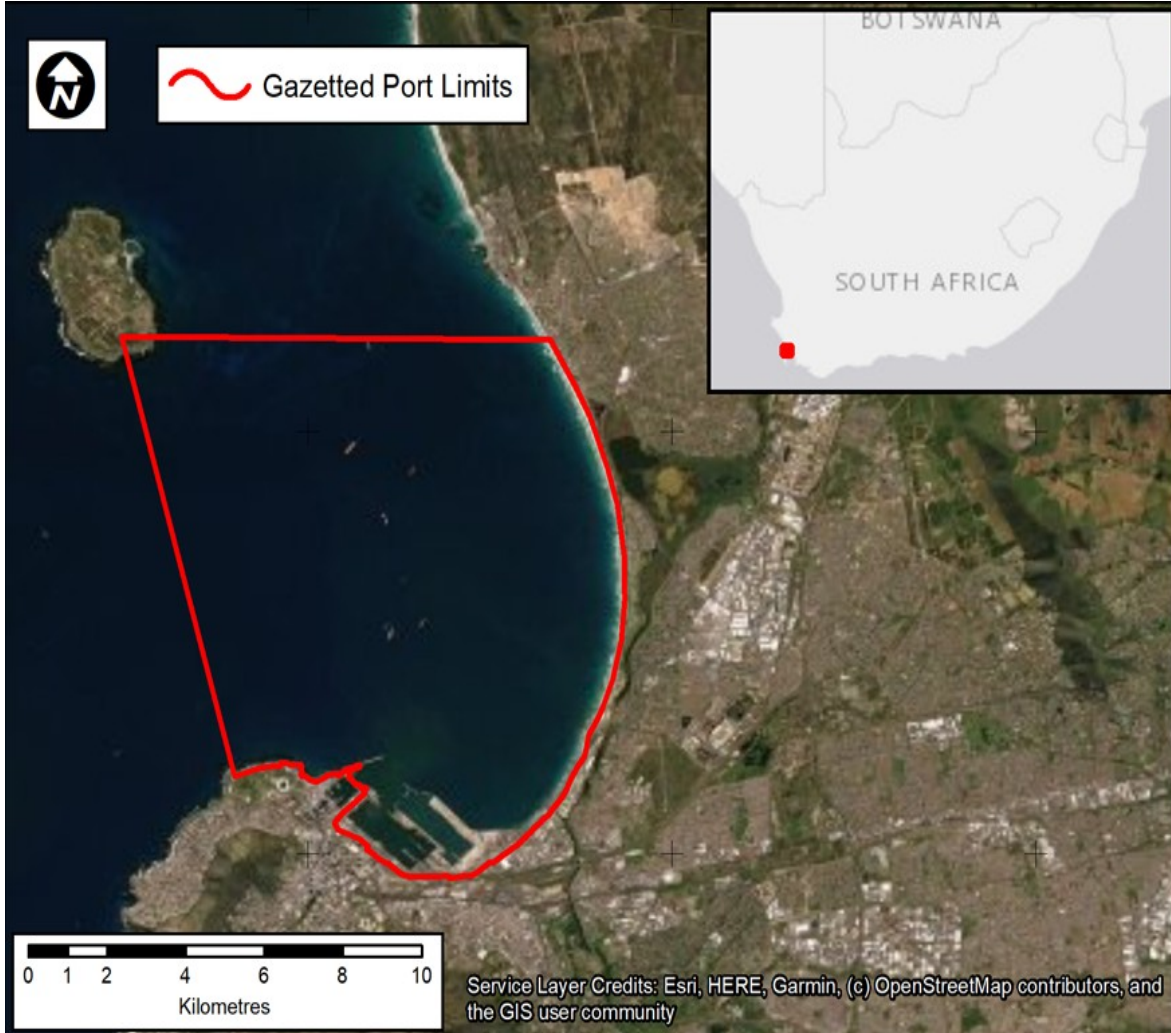 N
Gazetted Port Limits
BOTSWANA
SOUTH AFRICA
0 1 2 4 6 8 10
Kilometres
Service Layer Credits: Esri, HERE, Garmin, (c) OpenStreetMap contributors, and
the GIS user community